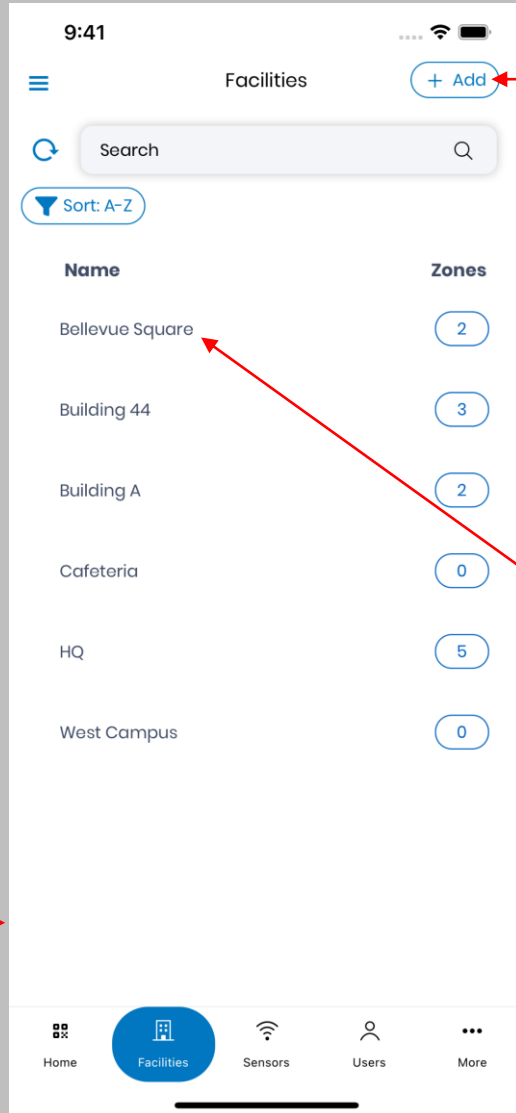 9:41
Facilities
+ Add
Search
Sort: A-Z
Name Zones
Bellevue Square 2
Building 44 3
Building A 2
Cafeteria 0
HQ 5
West Campus 0
Home Facilities Sensors Users More